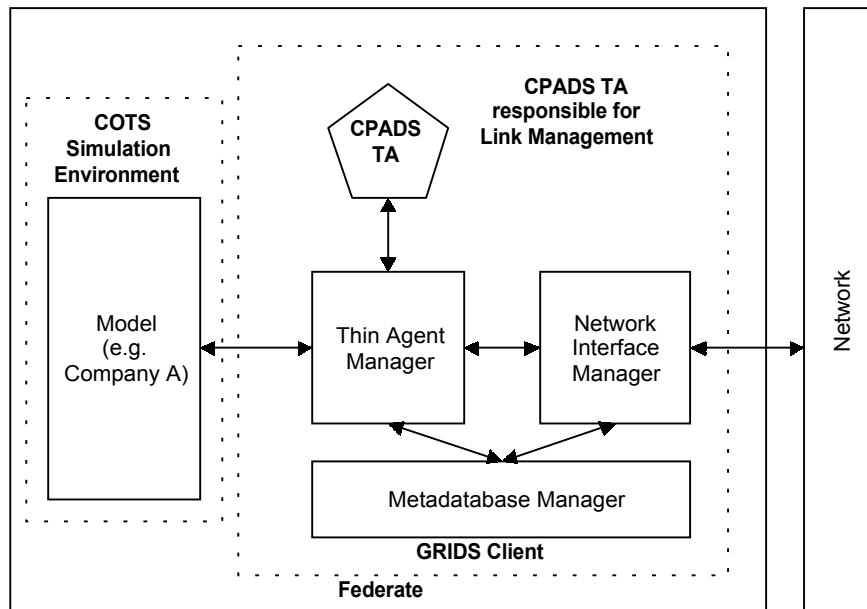 COTS
Simulation
Environment
Model
(e.g.
Company A)
CPADS
TA
CPADS TA
responsible for
Link Management
Thin Agent
Manager
Network
Interface
Manager
Metadatabase Manager
GRIDS Client
Federate
Network